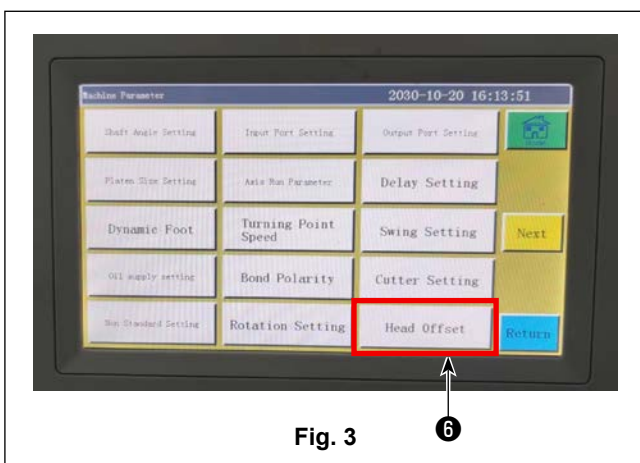 Machine Parameter 2030-10-20 16:13:51
Shaft Angle Setting Input Port Setting Output Port Setting
Platen Size Setting Axis Run Parameter Delay Setting
Dynamic Foot Turning Point Speed Swing Setting Next
Oil supply setting Bond Polarity Cutter Setting
Non Standard Setting Rotation Setting Head Offset Return
Fig. 3 ❻